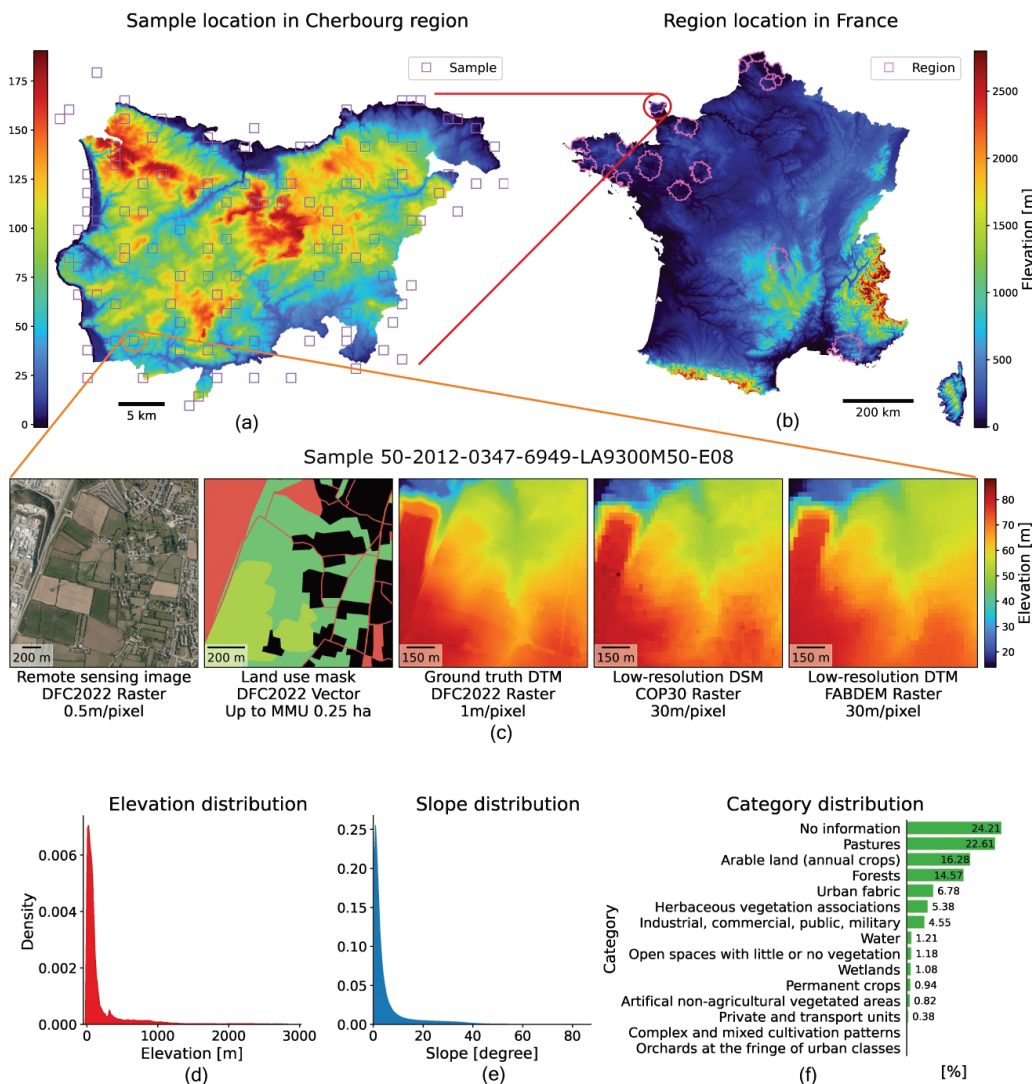 Sample location in Cherbourg region
Region location in France
Sample
Region
175
150
125
100
75
50
25
0
5 km
(a)
2500
2000
1500
1000
500
0
Elevation [m]
200 km
(b)
Sample 50-2012-0347-6949-LA9300M50-E08
200 m
200 m
150 m
150 m
150 m
80
70
60
50
40
30
20
Elevation [m]
Remote sensing image
DFC2022 Raster
0.5m/pixel
Land use mask
DFC2022 Vector
Up to MMU 0.25 ha
Ground truth DTM
DFC2022 Raster
1m/pixel
Low-resolution DSM
COP30 Raster
30m/pixel
Low-resolution DTM
FABDEM Raster
30m/pixel
(c)
Elevation distribution
Density
0.006
0.004
0.002
0.000
0 1000 2000 3000
Elevation [m]
(d)
Slope distribution
0.25
0.20
0.15
0.10
0.05
0.00
0 20 40 60 80
Slope [degree]
(e)
Category distribution
Category
No information 24.21
Pastures 22.61
Arable land (annual crops) 16.28
Forests 14.57
Urban fabric 6.78
Herbaceous vegetation associations 5.38
Industrial, commercial, public, military 4.55
Water 1.21
Open spaces with little or no vegetation 1.18
Wetlands 1.08
Permanent crops 0.94
Artifical non-agricultural vegetated areas 0.82
Private and transport units 0.38
Complex and mixed cultivation patterns
Orchards at the fringe of urban classes
[%]
(f)